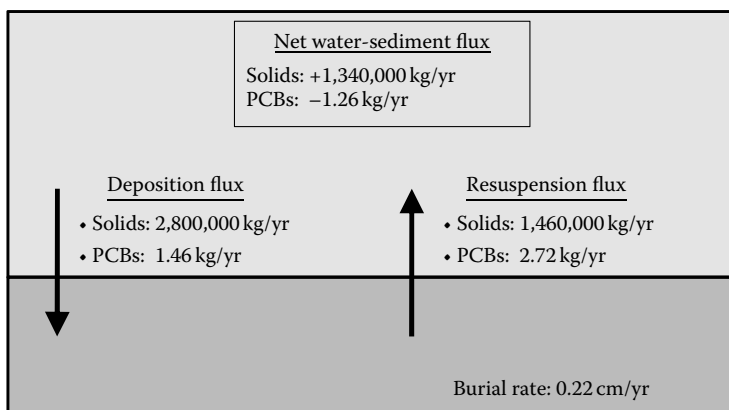 Net water-sediment flux
Solids: +1,340,000 kg/yr
PCBs: –1.26 kg/yr
Deposition flux
• Solids: 2,800,000 kg/yr
• PCBs: 1.46 kg/yr
Resuspension flux
• Solids: 1,460,000 kg/yr
• PCBs: 2.72 kg/yr
Burial rate: 0.22 cm/yr